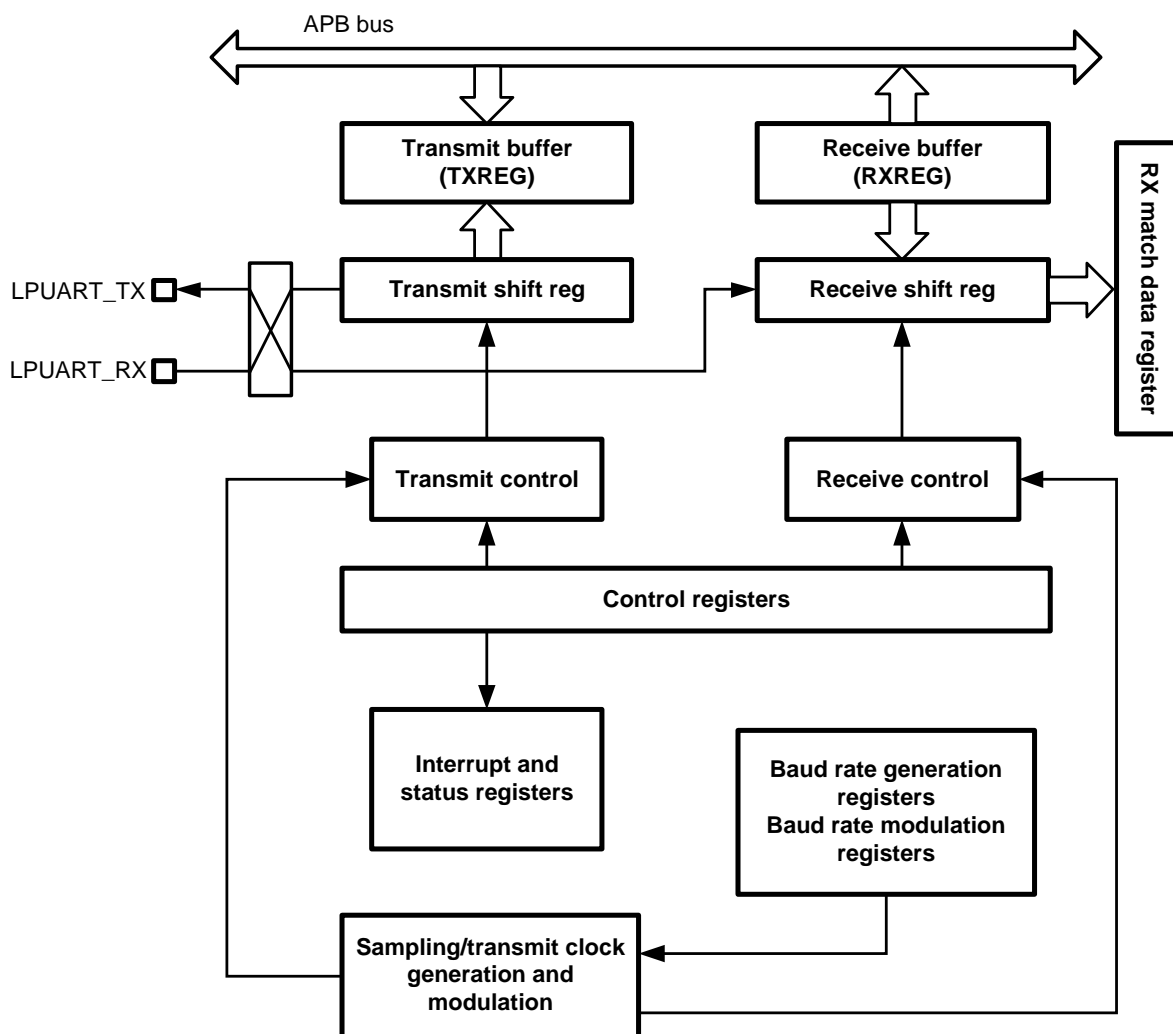 APB bus
Transmit buffer
(TXREG)
Receive buffer
(RXREG)
RX match data register
LPUART_TX
Transmit shift reg
Receive shift reg
LPUART_RX
Transmit control
Receive control
Control registers
Interrupt and
status registers
Baud rate generation
registers
Baud rate modulation
registers
Sampling/transmit clock
generation and
modulation